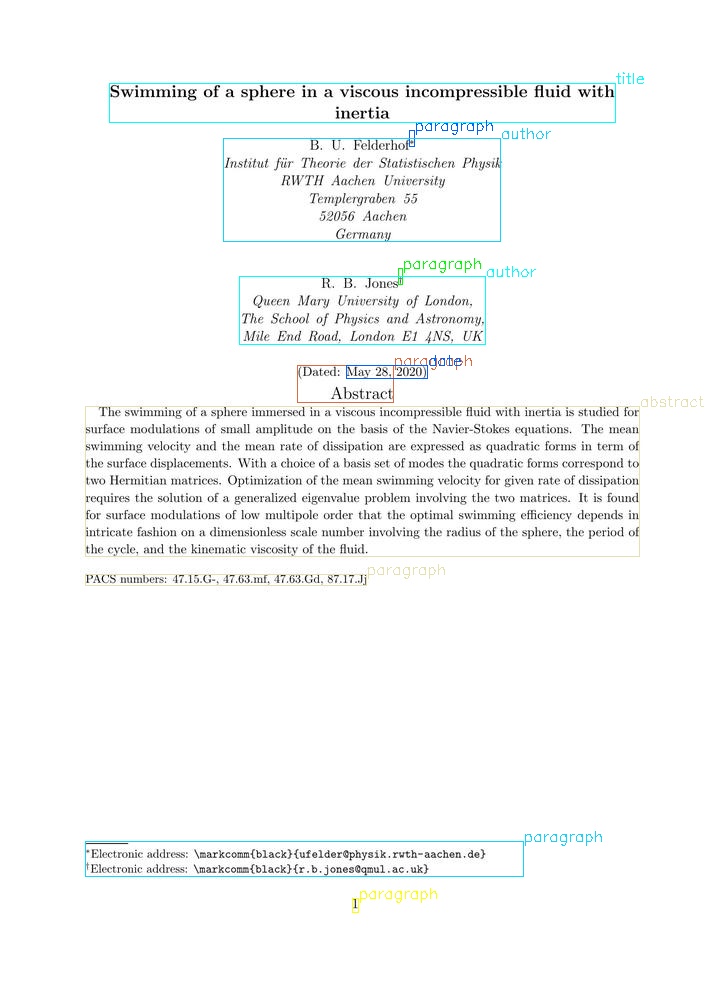 title
Swimming of a sphere in a viscous incompressible fluid with
inertia
paragraph
author
B. U. Felderhof*
Institut für Theorie der Statistischen Physik
RWTH Aachen University
Templergraben 55
52056 Aachen
Germany
paragraph
author
R. B. Jones†
Queen Mary University of London,
The School of Physics and Astronomy,
Mile End Road, London E1 4NS, UK
paragraph
date
(Dated: May 28, 2020)
Abstract
abstract
The swimming of a sphere immersed in a viscous incompressible fluid with inertia is studied for
surface modulations of small amplitude on the basis of the Navier-Stokes equations. The mean
swimming velocity and the mean rate of dissipation are expressed as quadratic forms in term of
the surface displacements. With a choice of a basis set of modes the quadratic forms correspond to
two Hermitian matrices. Optimization of the mean swimming velocity for given rate of dissipation
requires the solution of a generalized eigenvalue problem involving the two matrices. It is found
for surface modulations of low multipole order that the optimal swimming efficiency depends in
intricate fashion on a dimensionless scale number involving the radius of the sphere, the period of
the cycle, and the kinematic viscosity of the fluid.
paragraph
PACS numbers: 47.15.G-, 47.63.mf, 47.63.Gd, 87.17.Jj
paragraph
*Electronic address: \markcomm{black}{ufelder@physik.rwth-aachen.de}
†Electronic address: \markcomm{black}{r.b.jones@qmul.ac.uk}
paragraph
1